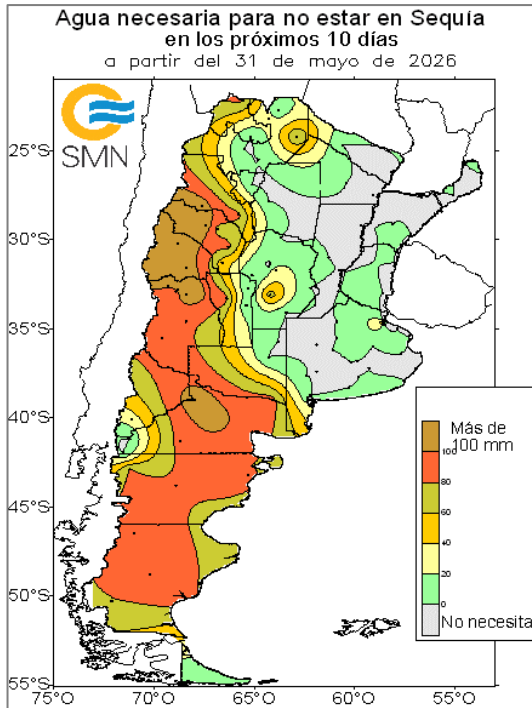 Agua necesaria para no estar en Sequía
en los próximos 10 días
a partir del 31 de mayo de 2026
SMN
25°S
30°S
35°S
40°S
45°S
50°S
55°S
75°O
70°O
65°O
60°O
55°O
Más de
100 mm
100
80
60
40
20
0
No necesita